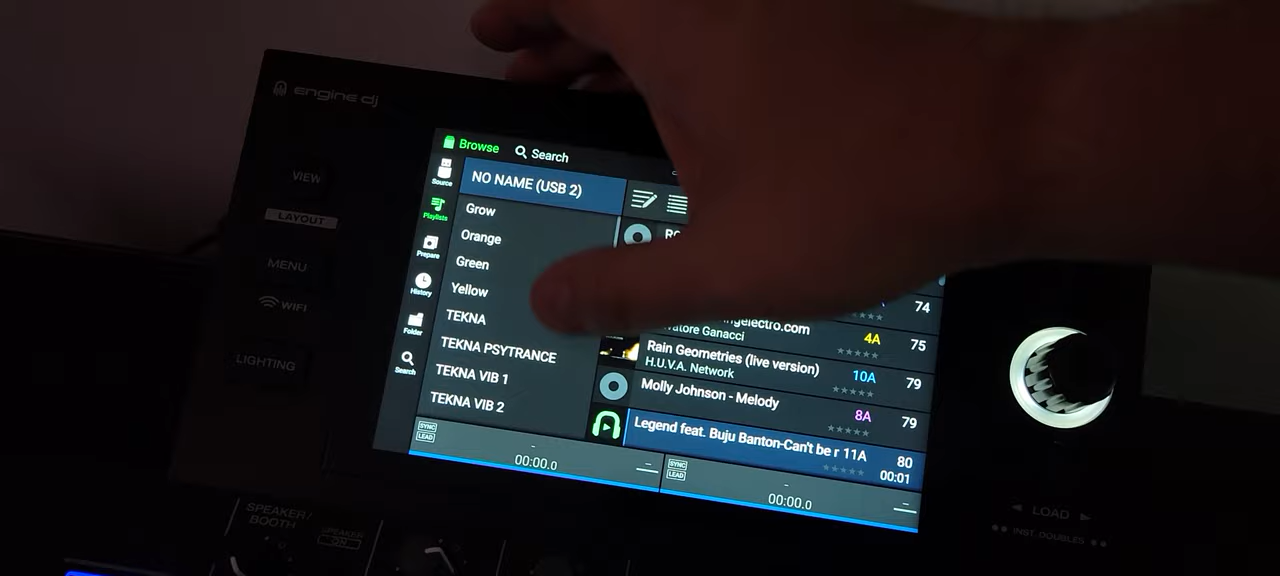 engine dj
Browse
Search
VIEW
LAYOUT
MENU
WIFI
LIGHTING
Source
Playlists
Prepare
History
Folder
Search
NO NAME (USB 2)
Grow
Orange
Green
Yellow
TEKNA
TEKNA PSYTRANCE
TEKNA VIB 1
TEKNA VIB 2
74
4A 75
vatore Ganacci
Rain Geometries (live version) 10A 79
H.U.V.A. Network
Molly Johnson - Melody 8A 79
Legend feat. Buju Banton-Can't be r 11A 80
00:01
SYNC
LEAD
-
00:00.0
SYNC
LEAD
-
00:00.0
LOAD
INST. DOUBLES
SPEAKER/
BOOTH
SPEAKER